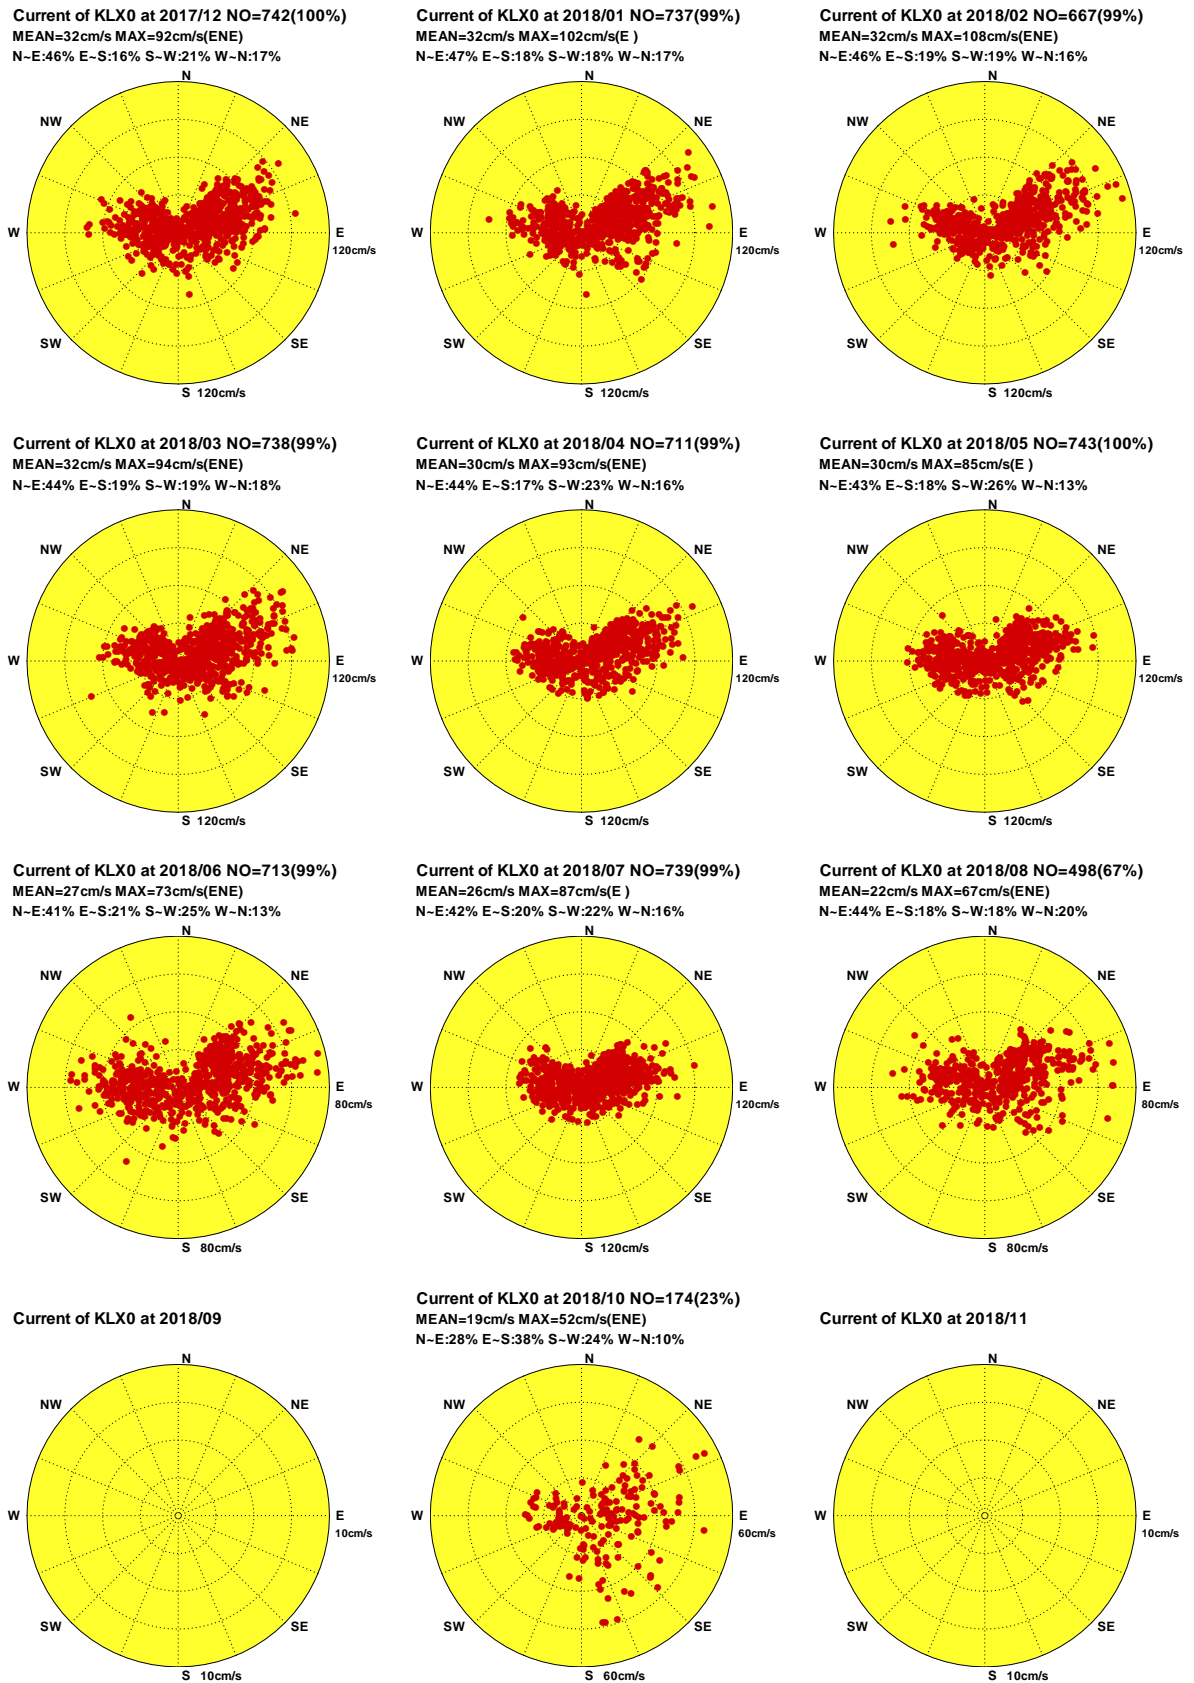 Current of KLX0 at 2017/12 NO=742(100%)
MEAN=32cm/s MAX=92cm/s(ENE)
N~E:46% E~S:16% S~W:21% W~N:17%
N
NW
NE
W
E
120cm/s
SW
SE
S 120cm/s
Current of KLX0 at 2018/01 NO=737(99%)
MEAN=32cm/s MAX=102cm/s(E )
N~E:47% E~S:18% S~W:18% W~N:17%
N
NW
NE
W
E
120cm/s
SW
SE
S 120cm/s
Current of KLX0 at 2018/02 NO=667(99%)
MEAN=32cm/s MAX=108cm/s(ENE)
N~E:46% E~S:19% S~W:19% W~N:16%
N
NW
NE
W
E
120cm/s
SW
SE
S 120cm/s
Current of KLX0 at 2018/03 NO=738(99%)
MEAN=32cm/s MAX=94cm/s(ENE)
N~E:44% E~S:19% S~W:19% W~N:18%
N
NW
NE
W
E
120cm/s
SW
SE
S 120cm/s
Current of KLX0 at 2018/04 NO=711(99%)
MEAN=30cm/s MAX=93cm/s(ENE)
N~E:44% E~S:17% S~W:23% W~N:16%
N
NW
NE
W
E
120cm/s
SW
SE
S 120cm/s
Current of KLX0 at 2018/05 NO=743(100%)
MEAN=30cm/s MAX=85cm/s(E )
N~E:43% E~S:18% S~W:26% W~N:13%
N
NW
NE
W
E
120cm/s
SW
SE
S 120cm/s
Current of KLX0 at 2018/06 NO=713(99%)
MEAN=27cm/s MAX=73cm/s(ENE)
N~E:41% E~S:21% S~W:25% W~N:13%
N
NW
NE
W
E
80cm/s
SW
SE
S 80cm/s
Current of KLX0 at 2018/07 NO=739(99%)
MEAN=26cm/s MAX=87cm/s(E )
N~E:42% E~S:20% S~W:22% W~N:16%
N
NW
NE
W
E
120cm/s
SW
SE
S 120cm/s
Current of KLX0 at 2018/08 NO=498(67%)
MEAN=22cm/s MAX=67cm/s(ENE)
N~E:44% E~S:18% S~W:18% W~N:20%
N
NW
NE
W
E
80cm/s
SW
SE
S 80cm/s
Current of KLX0 at 2018/09
N
NW
NE
W
E
10cm/s
SW
SE
S 10cm/s
Current of KLX0 at 2018/10 NO=174(23%)
MEAN=19cm/s MAX=52cm/s(ENE)
N~E:28% E~S:38% S~W:24% W~N:10%
N
NW
NE
W
E
60cm/s
SW
SE
S 60cm/s
Current of KLX0 at 2018/11
N
NW
NE
W
E
10cm/s
SW
SE
S 10cm/s